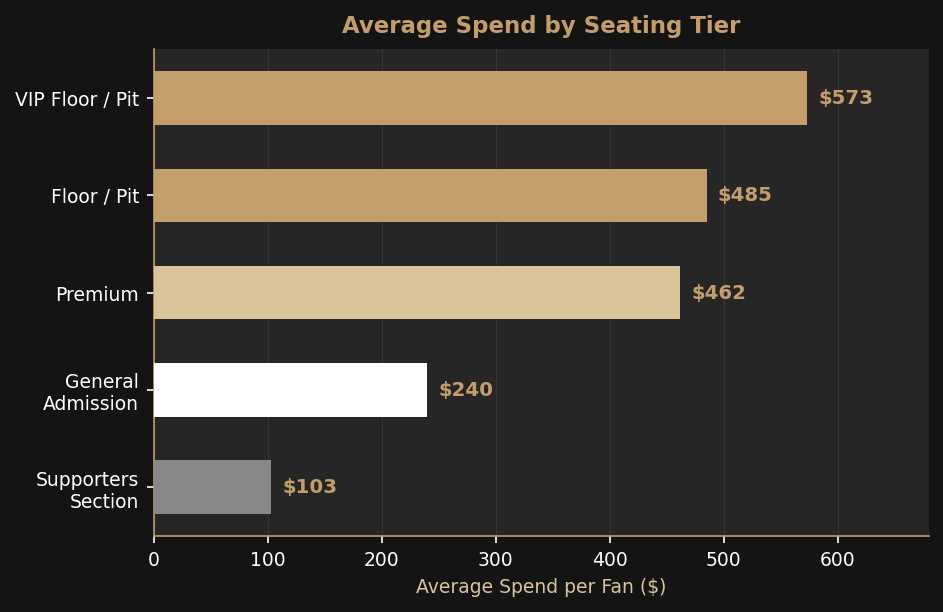 Average Spend by Seating Tier
VIP Floor / Pit
$573
Floor / Pit
$485
Premium
$462
General
Admission
$240
Supporters
Section
$103
0 100 200 300 400 500 600
Average Spend per Fan ($)